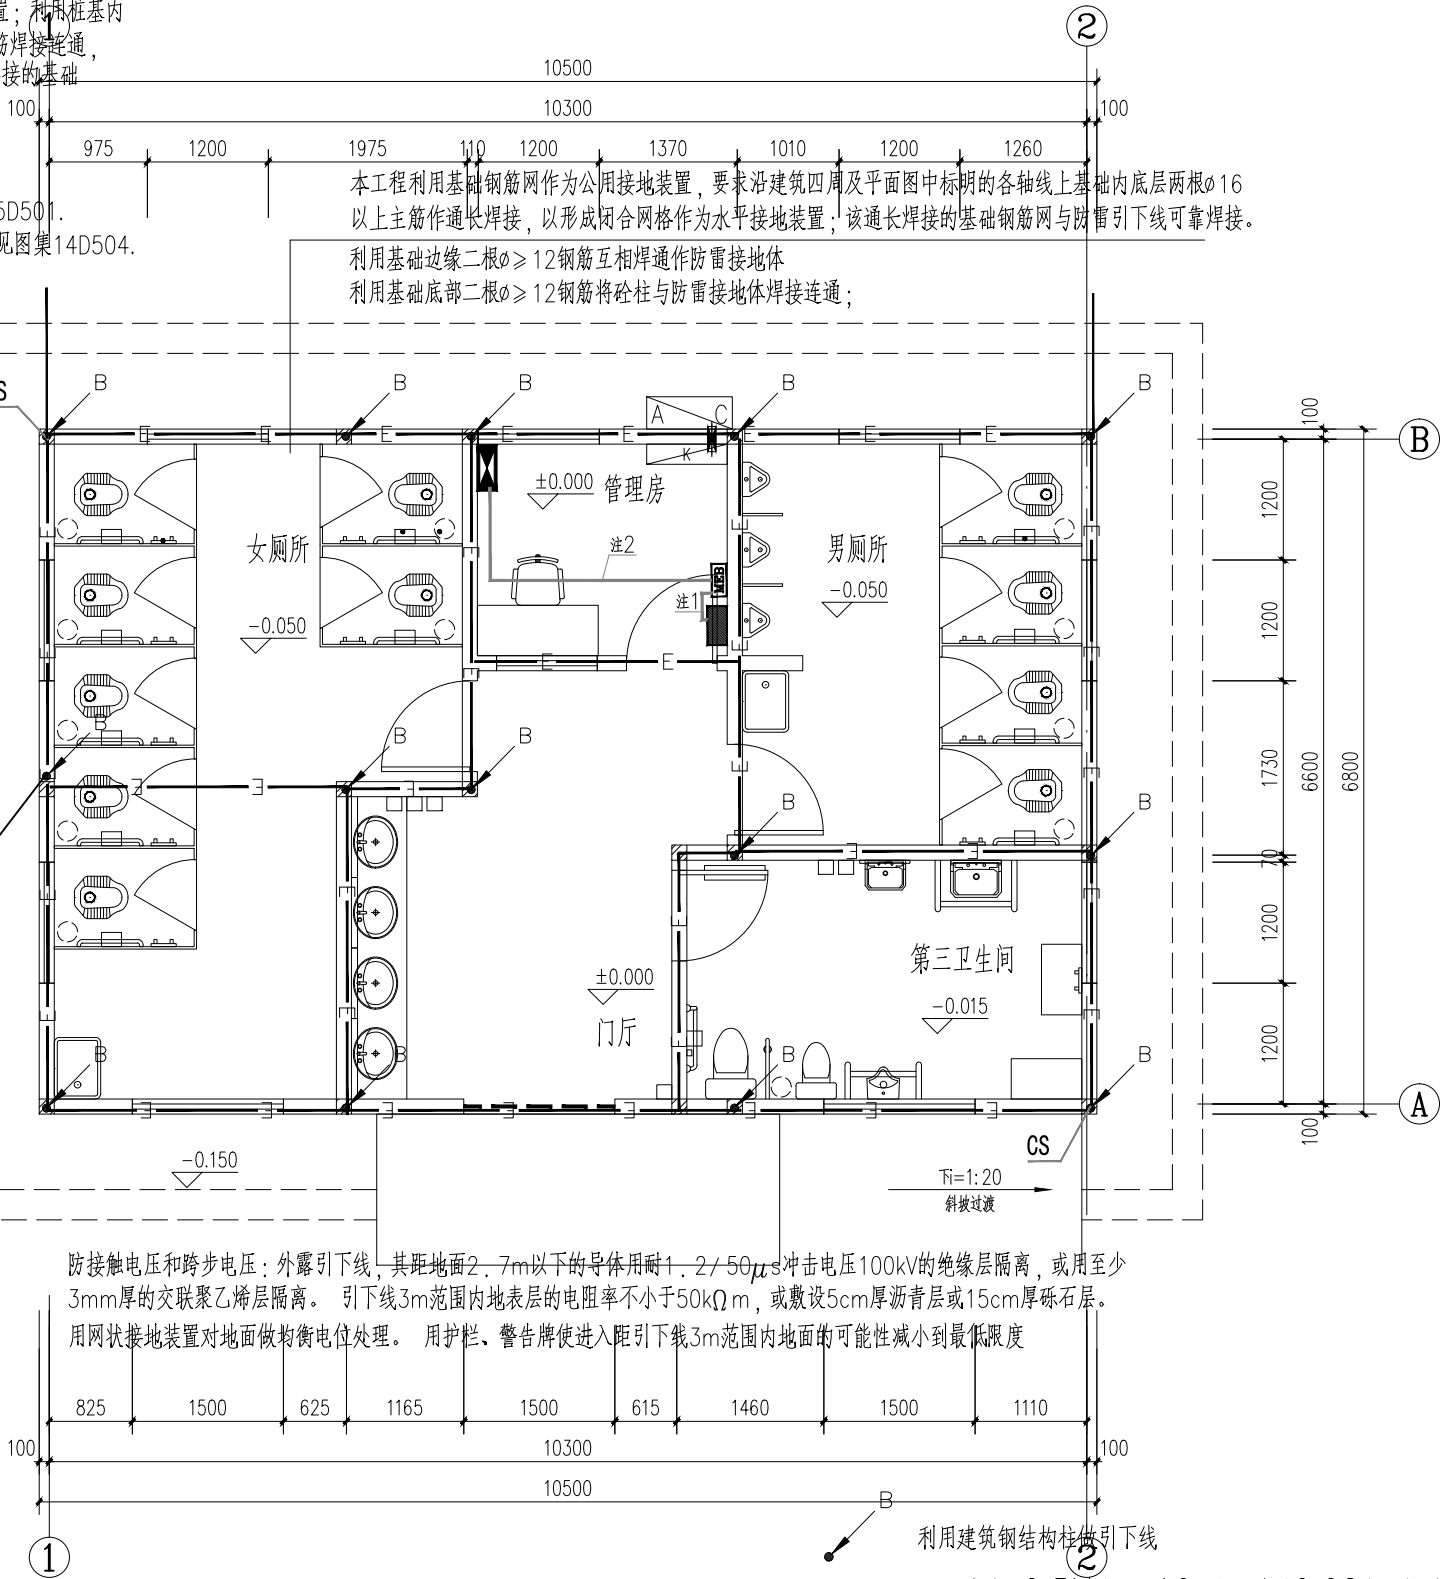 置；利用桩基内
筋焊接连通，
接的基础
1
2
10500
100
10300
100
975
1200
1975
110
1200
1370
1010
1200
1260
本工程利用基础钢筋网作为公用接地装置，要求沿建筑四周及平面图中标明的各轴线上基础内底层两根ø16
以上主筋作通长焊接，以形成闭合网格作为水平接地装置；该通长焊接的基础钢筋网与防雷引下线可靠焊接。
5D501.
见图集14D504.
利用基础边缘二根ø≥12钢筋互相焊通作防雷接地体
利用基础底部二根ø≥12钢筋将砼柱与防雷接地体焊接连通；
S
B
B
B
B
B
A
C
K
E E E E E E E E
100
B
±0.000
管理房
注2
女厕所
-0.050
MEB
注1
男厕所
-0.050
E E
1200
1200
1730
6600
6800
70
1200
1200
100
B
B
B
B
B
E E E E E
第三卫生间
-0.015
±0.000
门厅
B
B
B
B
E E E E E E E E
A
CS
-0.150
下i=1:20
斜坡过渡
防接触电压和跨步电压：外露引下线，其距地面2．7m以下的导体用耐1．2/50μs冲击电压100kV的绝缘层隔离，或用至少
3mm厚的交联聚乙烯层隔离。 引下线3m范围内地表层的电阻率不小于50kΩm，或敷设5cm厚沥青层或15cm厚砾石层。
用网状接地装置对地面做均衡电位处理。 用护栏、警告牌使进入距引下线3m范围内地面的可能性减小到最低限度
825
1500
625
1165
1500
615
1460
1500
1110
100
10300
100
10500
B
利用建筑钢结构柱做引下线
1
2